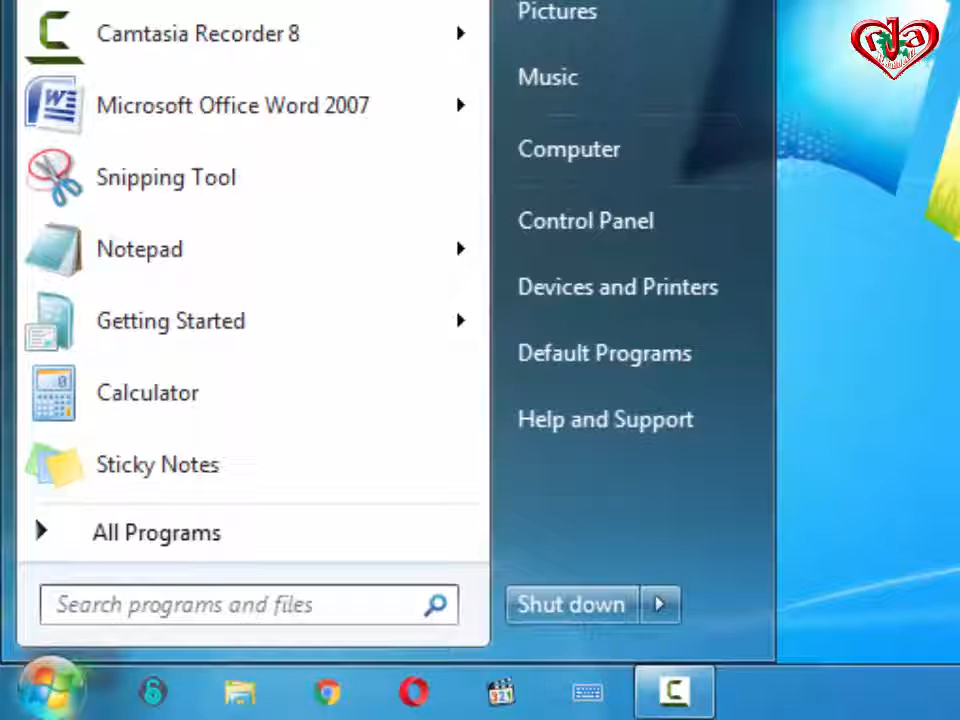 Camtasia Recorder 8
Microsoft Office Word 2007
Snipping Tool
Notepad
Getting Started
Calculator
Sticky Notes
All Programs
Search programs and files
Pictures
Music
Computer
Control Panel
Devices and Printers
Default Programs
Help and Support
Shut down
321